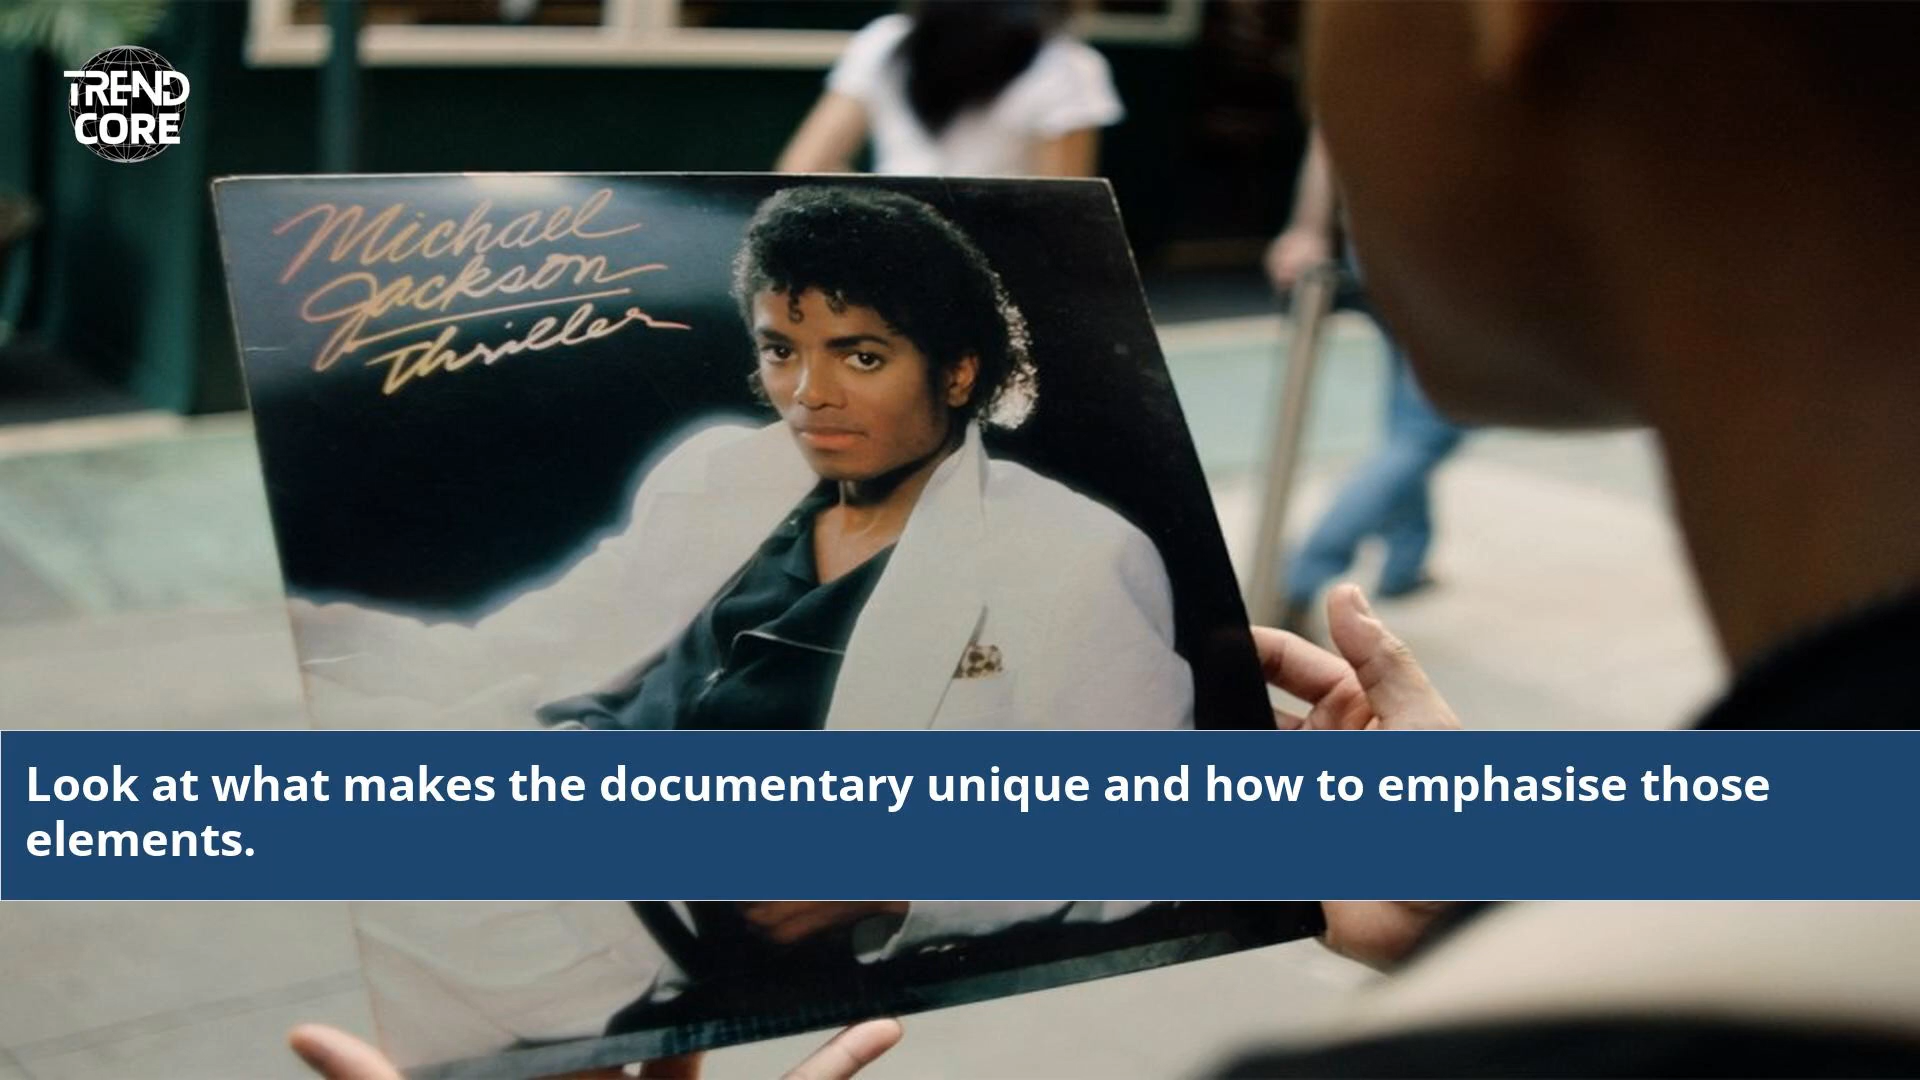 TREND
CORE
Michael
Jackson
Thriller
Look at what makes the documentary unique and how to emphasise those
elements.